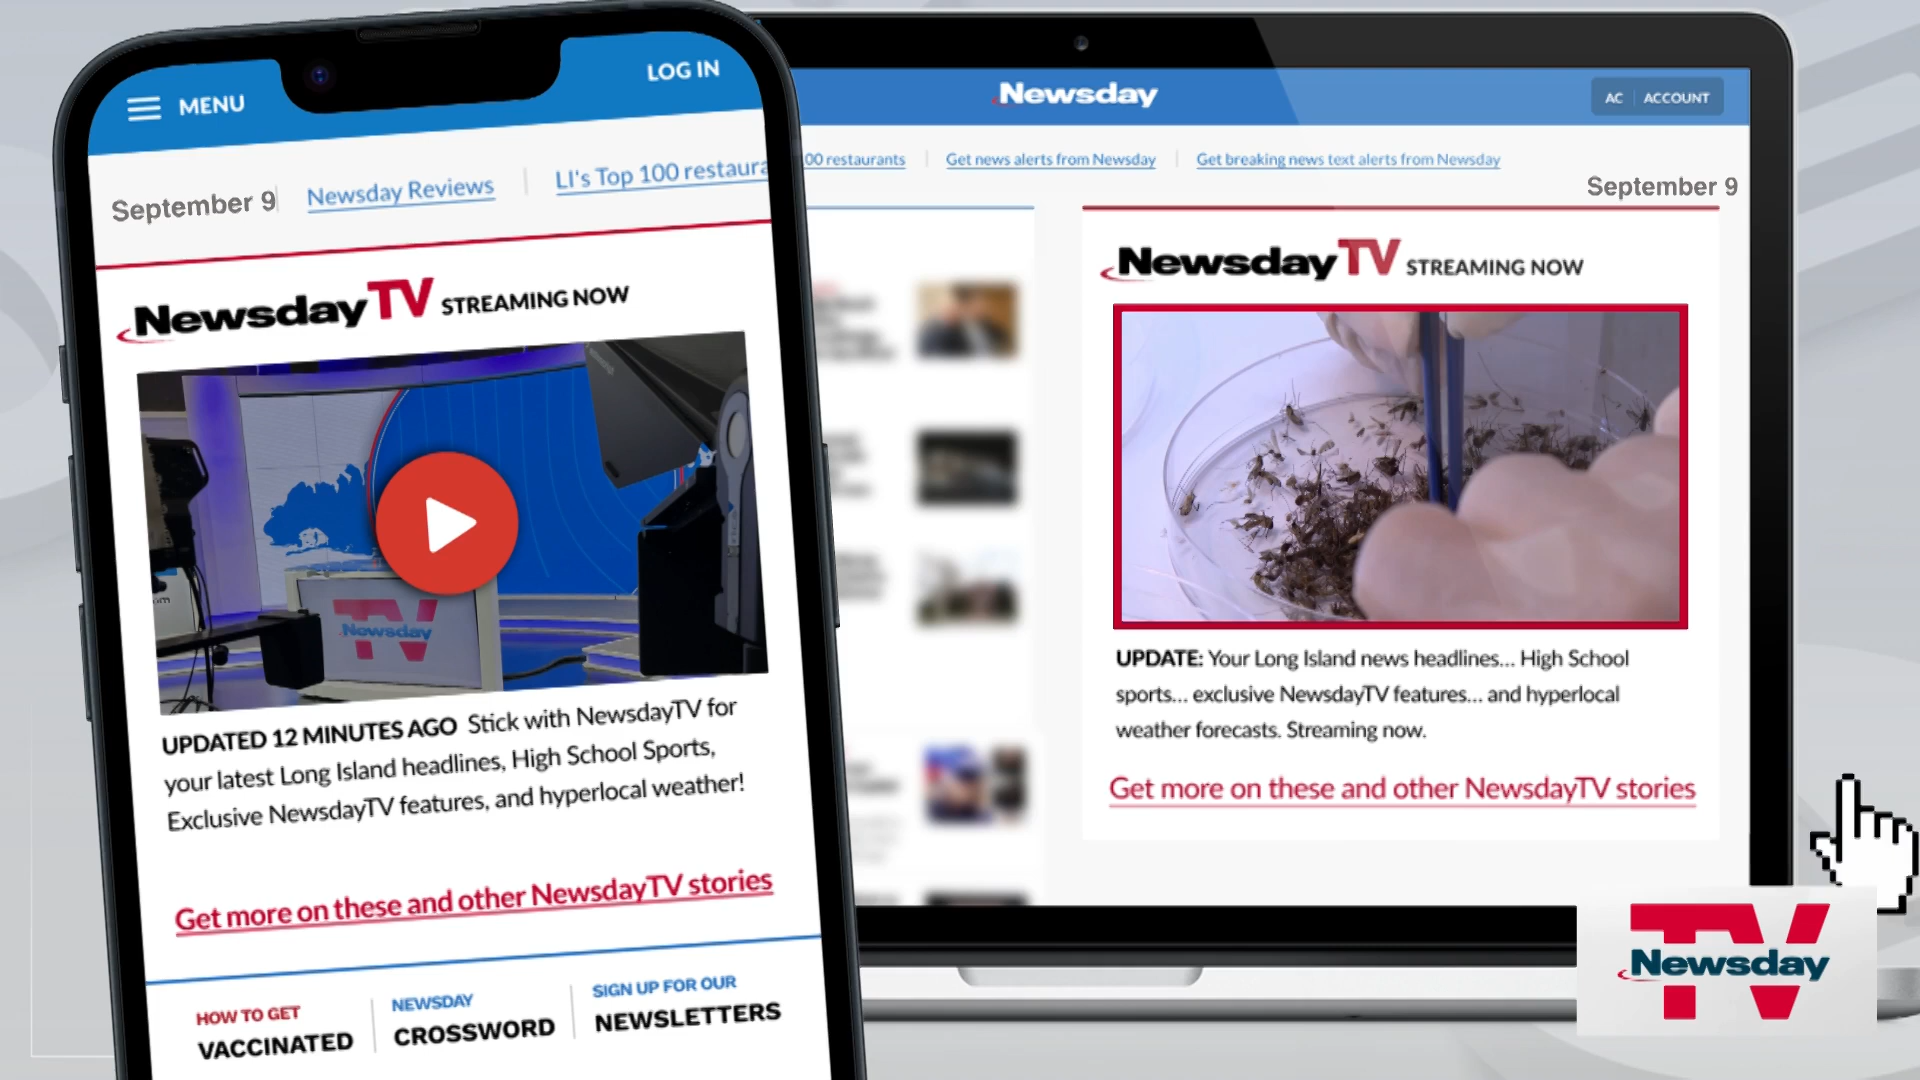 MENU
LOG IN
September 9
Newsday Reviews
LI's Top 100 restaura
NewsdayTV STREAMING NOW
Newsday
TV
UPDATED 12 MINUTES AGO Stick with NewsdayTV for
your latest Long Island headlines, High School Sports,
Exclusive NewsdayTV features, and hyperlocal weather!
Get more on these and other NewsdayTV stories
HOW TO GET
VACCINATED
NEWSDAY
CROSSWORD
SIGN UP FOR OUR
NEWSLETTERS
Newsday
AC
ACCOUNT
00 restaurants
Get news alerts from Newsday
Get breaking news text alerts from Newsday
September 9
NewsdayTV STREAMING NOW
UPDATE: Your Long Island news headlines... High School
sports... exclusive NewsdayTV features... and hyperlocal
weather forecasts. Streaming now.
Get more on these and other NewsdayTV stories
TV
Newsday